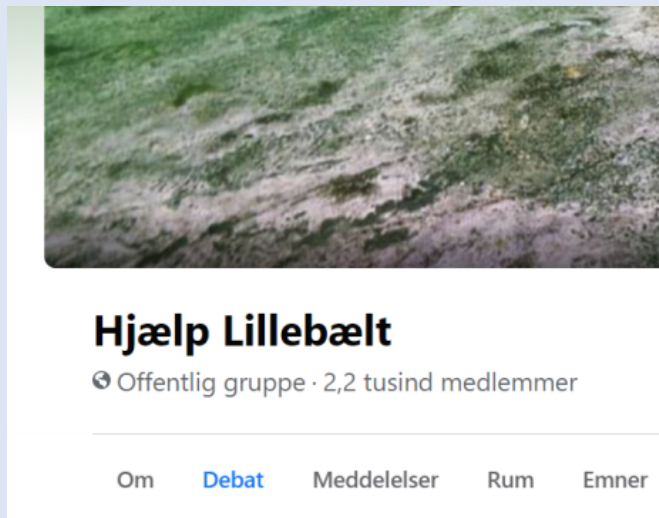 Hjælp Lillebælt
Offentlig gruppe · 2,2 tusind medlemmer
Om Debat Meddelelser Rum Emner